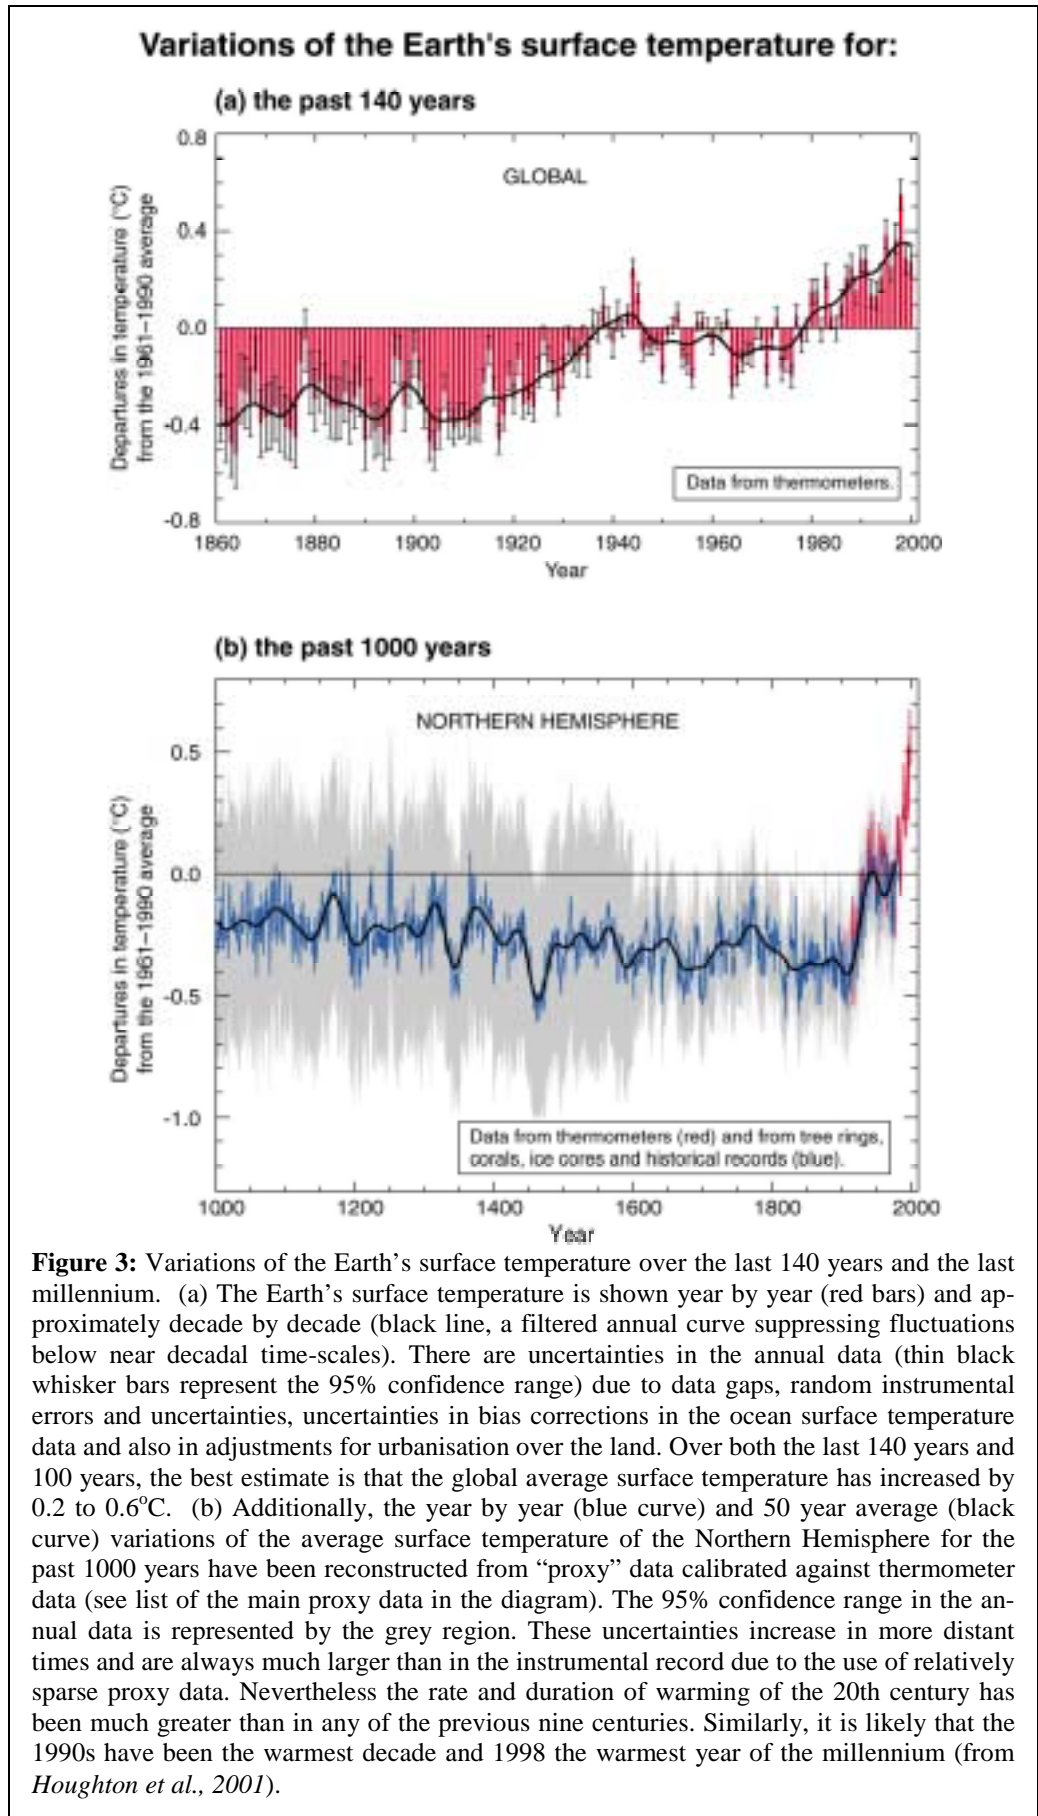 Variations of the Earth's surface temperature for:
(a) the past 140 years
GLOBAL
Departures in temperature (°C)
from the 1961–1990 average
0.8
0.4
0.0
-0.4
-0.8
Data from thermometers.
1860 1880 1900 1920 1940 1960 1980 2000
Year
(b) the past 1000 years
NORTHERN HEMISPHERE
Departures in temperature (°C)
from the 1961–1990 average
0.5
0.0
-0.5
-1.0
Data from thermometers (red) and from tree rings,
corals, ice cores and historical records (blue).
1000 1200 1400 1600 1800 2000
Year
Figure 3: Variations of the Earth’s surface temperature over the last 140 years and the last
millennium. (a) The Earth’s surface temperature is shown year by year (red bars) and ap-
proximately decade by decade (black line, a filtered annual curve suppressing fluctuations
below near decadal time-scales). There are uncertainties in the annual data (thin black
whisker bars represent the 95% confidence range) due to data gaps, random instrumental
errors and uncertainties, uncertainties in bias corrections in the ocean surface temperature
data and also in adjustments for urbanisation over the land. Over both the last 140 years and
100 years, the best estimate is that the global average surface temperature has increased by
0.2 to 0.6°C. (b) Additionally, the year by year (blue curve) and 50 year average (black
curve) variations of the average surface temperature of the Northern Hemisphere for the
past 1000 years have been reconstructed from “proxy” data calibrated against thermometer
data (see list of the main proxy data in the diagram). The 95% confidence range in the an-
nual data is represented by the grey region. These uncertainties increase in more distant
times and are always much larger than in the instrumental record due to the use of relatively
sparse proxy data. Nevertheless the rate and duration of warming of the 20th century has
been much greater than in any of the previous nine centuries. Similarly, it is likely that the
1990s have been the warmest decade and 1998 the warmest year of the millennium (from
Houghton et al., 2001).